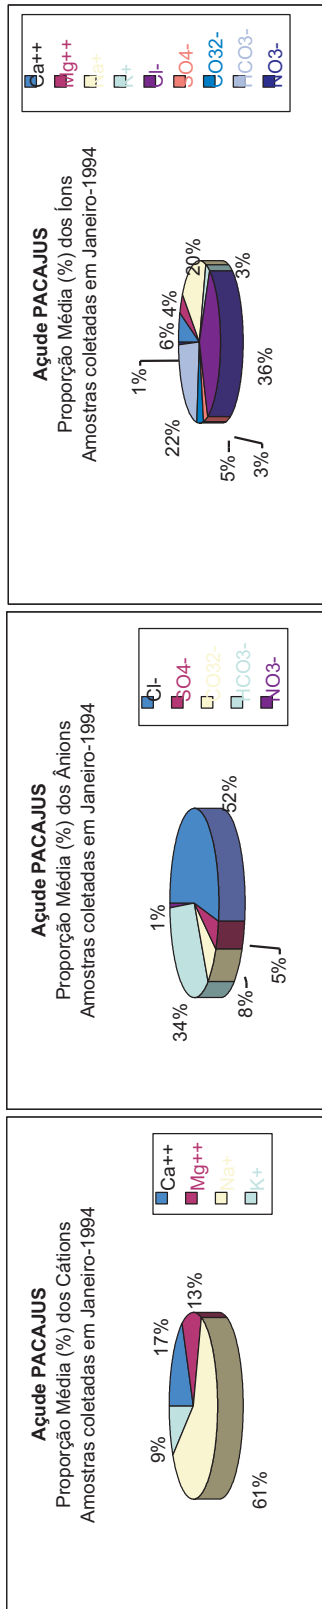 Açude PACAJUS
Proporção Média (%) dos Cátions
Amostras coletadas em Janeiro-1994
9%
17%
13%
61%
Ca++
Mg++
Na+
K+
Açude PACAJUS
Proporção Média (%) dos Ânions
Amostras coletadas em Janeiro-1994
34%
1%
52%
8%
5%
Cl-
SO4-
CO32-
HCO3-
NO3-
Açude PACAJUS
Proporção Média (%) dos Íons
Amostras coletadas em Janeiro-1994
1%
6%
4%
22%
20%
5%
3%
36%
3%
Ca++
Mg++
Na+
K+
Cl-
SO4-
CO32-
HCO3-
NO3-